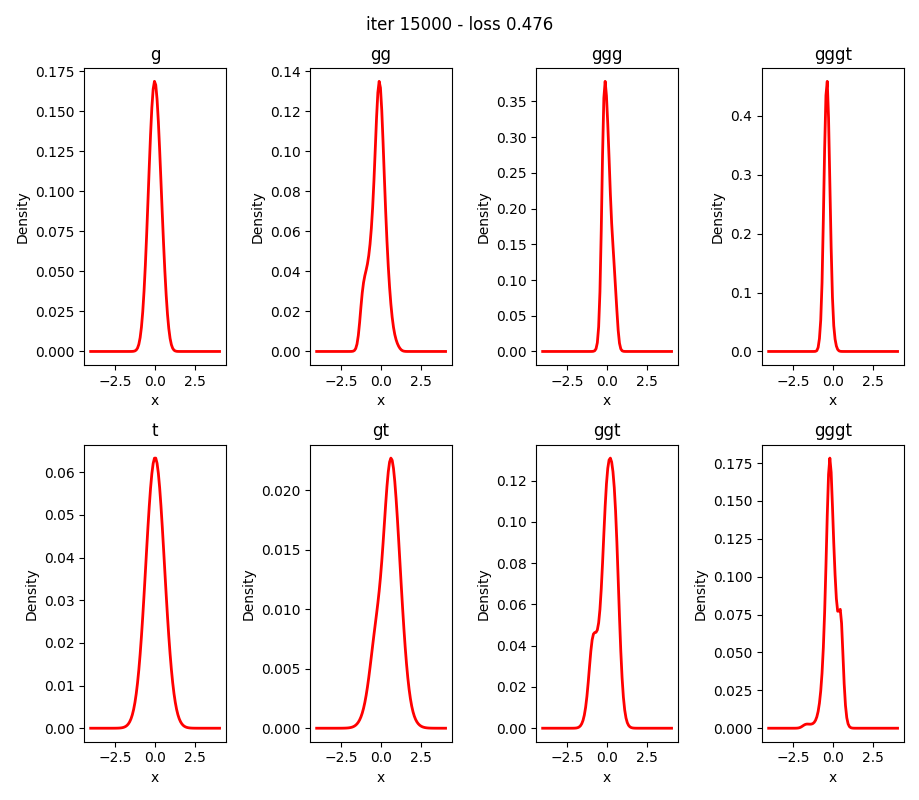 iter 15000 - loss 0.476
g gg ggg gggt
0.175 0.14 0.35 0.4
0.150 0.12 0.30 0.3
0.125 0.10 0.25 0.2
0.100 0.08 0.20 0.1
0.075 0.06 0.15 0.0
0.050 0.04 0.10
0.025 0.02 0.05
0.000 0.00 0.00
Density Density Density Density
−2.5 0.0 2.5 −2.5 0.0 2.5 −2.5 0.0 2.5 −2.5 0.0 2.5
x x x x
t gt ggt gggt
0.06 0.020 0.12 0.175
0.05 0.015 0.10 0.150
0.04 0.010 0.08 0.125
0.03 0.005 0.06 0.100
0.02 0.000 0.04 0.075
0.01 0.02 0.050
0.00 0.00 0.025
0.000
Density Density Density Density
−2.5 0.0 2.5 −2.5 0.0 2.5 −2.5 0.0 2.5 −2.5 0.0 2.5
x x x x